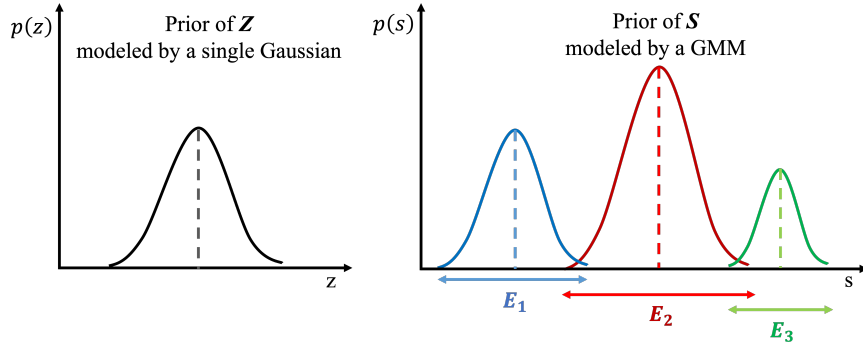 p(z)
Prior of Z
modeled by a single Gaussian
z
p(s)
Prior of S
modeled by a GMM
s
E₁
E₂
E₃